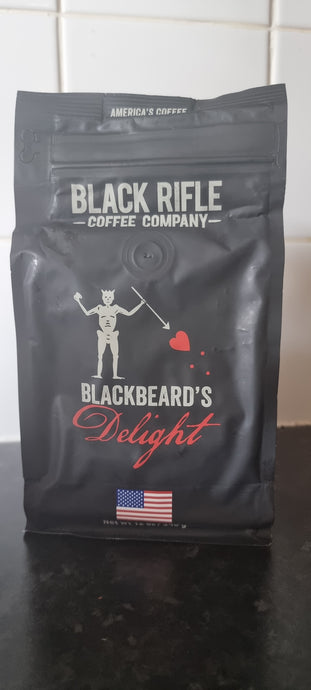 AMERICA'S COFFEE
BLACK RIFLE
COFFEE COMPANY
BLACKBEARD'S
Delight